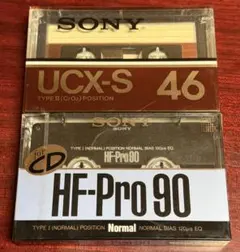 SONY
UCX-S 46
TYPE II (CrO₂) POSITION
SONY
TYPE I (NORMAL) POSITION NORMAL BIAS 120μs EQ.
HF-Pro 90
CD
HF-Pro 90
TYPE I (NORMAL) POSITION Normal NORMAL BIAS 120μs EQ.